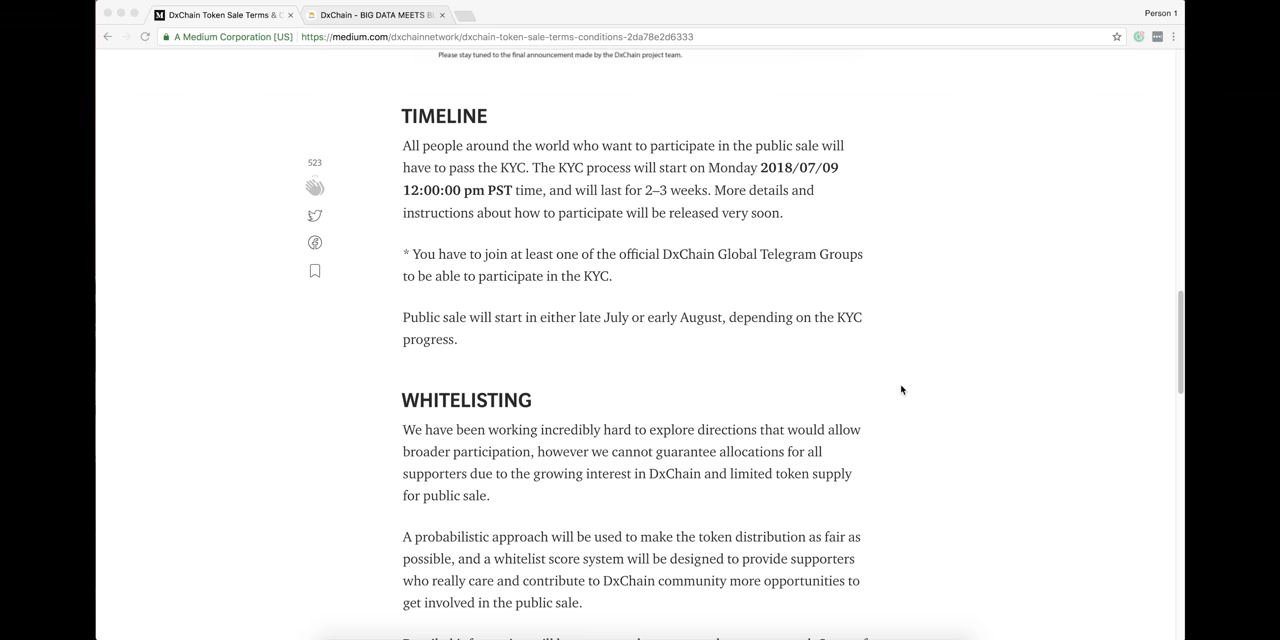 DxChain Token Sale Terms & C
DxChain - BIG DATA MEETS B
Person 1
A Medium Corporation [US]
https://medium.com/dxchainnetwork/dxchain-token-sale-terms-conditions-2da78e2d6333
Please stay tuned to the final announcement made by the DxChain project team.
TIMELINE
All people around the world who want to participate in the public sale will
have to pass the KYC. The KYC process will start on Monday 2018/07/09
12:00:00 pm PST time, and will last for 2–3 weeks. More details and
instructions about how to participate will be released very soon.
523
* You have to join at least one of the official DxChain Global Telegram Groups
to be able to participate in the KYC.
Public sale will start in either late July or early August, depending on the KYC
progress.
WHITELISTING
We have been working incredibly hard to explore directions that would allow
broader participation, however we cannot guarantee allocations for all
supporters due to the growing interest in DxChain and limited token supply
for public sale.
A probabilistic approach will be used to make the token distribution as fair as
possible, and a whitelist score system will be designed to provide supporters
who really care and contribute to DxChain community more opportunities to
get involved in the public sale.